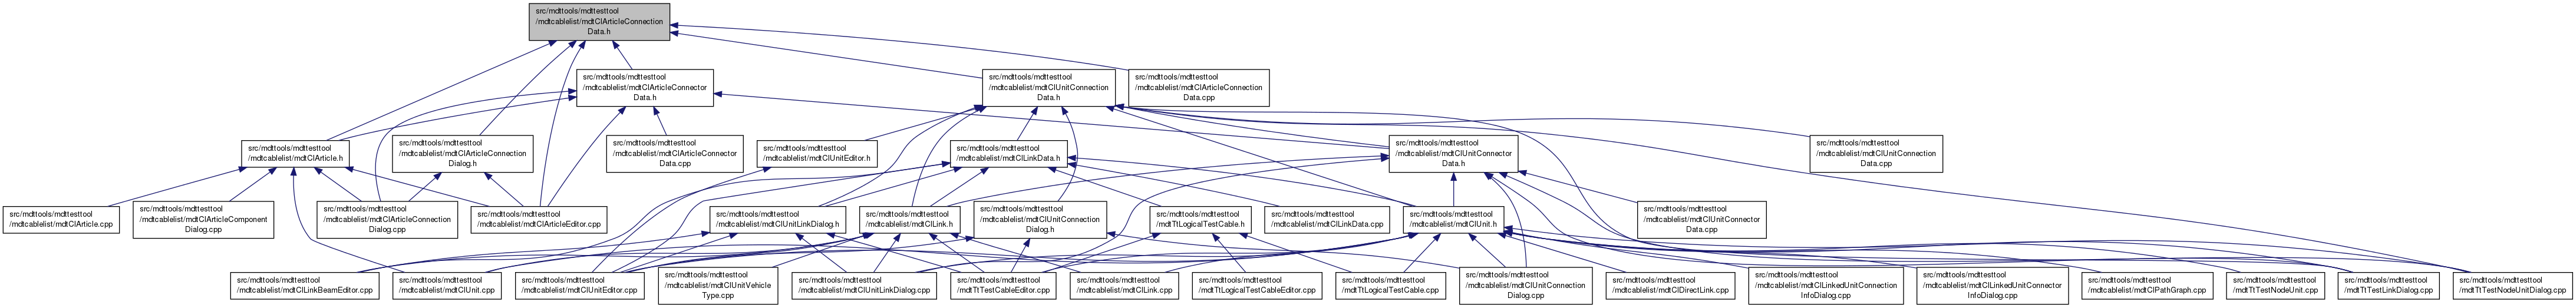 src/mdttools/mdttesttool
/mdtcablelist/mdtClArticleConnection
Data.h
src/mdttools/mdttesttool
/mdtcablelist/mdtClArticleConnector
Data.h
src/mdttools/mdttesttool
/mdtcablelist/mdtClUnitConnection
Data.h
src/mdttools/mdttesttool
/mdtcablelist/mdtClArticleConnection
Data.cpp
src/mdttools/mdttesttool
/mdtcablelist/mdtClArticle.h
src/mdttools/mdttesttool
/mdtcablelist/mdtClArticleConnection
Dialog.h
src/mdttools/mdttesttool
/mdtcablelist/mdtClArticleConnector
Data.cpp
src/mdttools/mdttesttool
/mdtcablelist/mdtClUnitEditor.h
src/mdttools/mdttesttool
/mdtcablelist/mdtClLinkData.h
src/mdttools/mdttesttool
/mdtcablelist/mdtClUnitConnector
Data.h
src/mdttools/mdttesttool
/mdtcablelist/mdtClUnitConnection
Data.cpp
src/mdttools/mdttesttool
/mdtcablelist/mdtClArticle.cpp
src/mdttools/mdttesttool
/mdtcablelist/mdtClArticleComponent
Dialog.cpp
src/mdttools/mdttesttool
/mdtcablelist/mdtClArticleConnection
Dialog.cpp
src/mdttools/mdttesttool
/mdtcablelist/mdtClArticleEditor.cpp
src/mdttools/mdttesttool
/mdtcablelist/mdtClUnitLinkDialog.h
src/mdttools/mdttesttool
/mdtcablelist/mdtClLink.h
src/mdttools/mdttesttool
/mdtcablelist/mdtClUnitConnection
Dialog.h
src/mdttools/mdttesttool
/mdtTtLogicalTestCable.h
src/mdttools/mdttesttool
/mdtcablelist/mdtClLinkData.cpp
src/mdttools/mdttesttool
/mdtcablelist/mdtClUnit.h
src/mdttools/mdttesttool
/mdtcablelist/mdtClUnitConnector
Data.cpp
src/mdttools/mdttesttool
/mdtcablelist/mdtClLinkBeamEditor.cpp
src/mdttools/mdttesttool
/mdtcablelist/mdtClUnit.cpp
src/mdttools/mdttesttool
/mdtcablelist/mdtClUnitEditor.cpp
src/mdttools/mdttesttool
/mdtcablelist/mdtClUnitVehicle
Type.cpp
src/mdttools/mdttesttool
/mdtcablelist/mdtClUnitLinkDialog.cpp
src/mdttools/mdttesttool
/mdtTtTestCableEditor.cpp
src/mdttools/mdttesttool
/mdtcablelist/mdtClLink.cpp
src/mdttools/mdttesttool
/mdtTtLogicalTestCableEditor.cpp
src/mdttools/mdttesttool
/mdtTtLogicalTestCable.cpp
src/mdttools/mdttesttool
/mdtcablelist/mdtClUnitConnection
Dialog.cpp
src/mdttools/mdttesttool
/mdtcablelist/mdtClDirectLink.cpp
src/mdttools/mdttesttool
/mdtcablelist/mdtClLinkedUnitConnection
InfoDialog.cpp
src/mdttools/mdttesttool
/mdtcablelist/mdtClLinkedUnitConnector
InfoDialog.cpp
src/mdttools/mdttesttool
/mdtcablelist/mdtClPathGraph.cpp
src/mdttools/mdttesttool
/mdtTtTestNodeUnit.cpp
src/mdttools/mdttesttool
/mdtTtTestLinkDialog.cpp
src/mdttools/mdttesttool
/mdtTtTestNodeUnitDialog.cpp